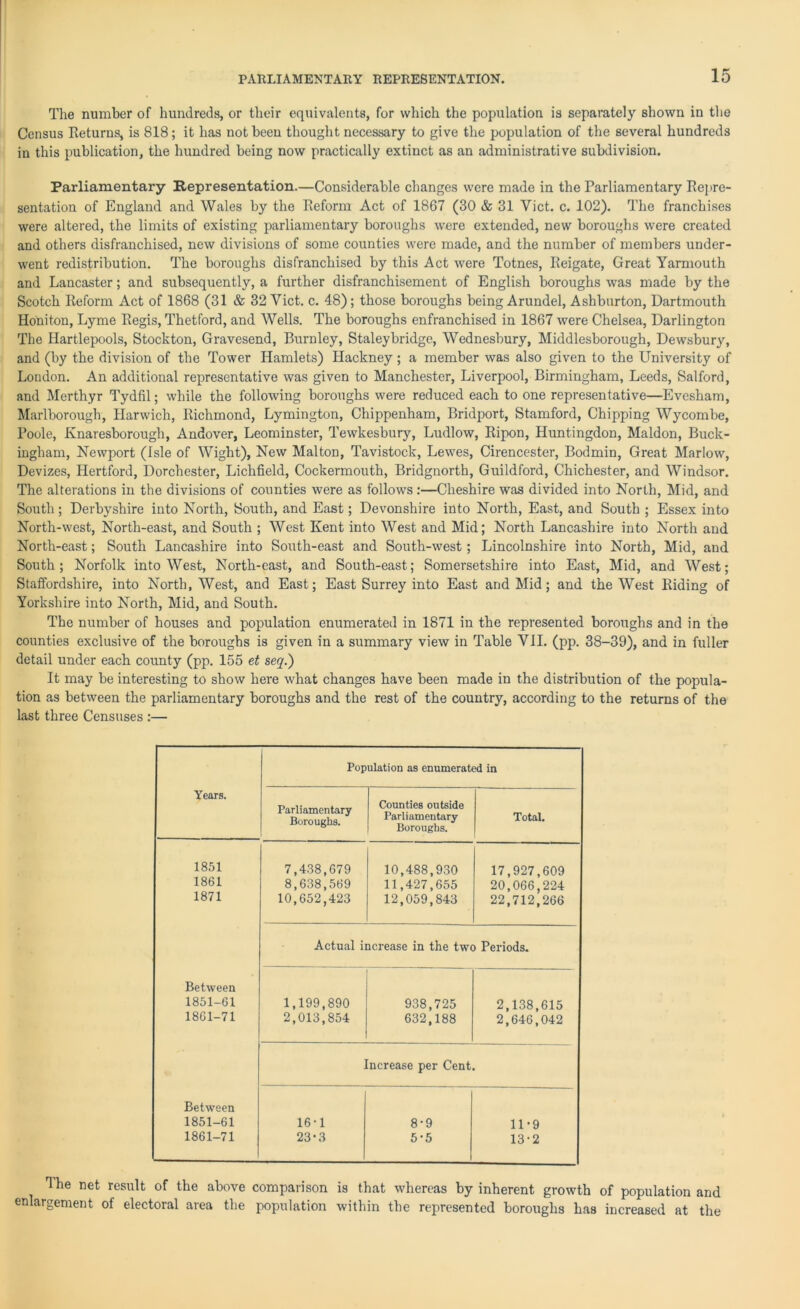 PARLIAMENTARY REPRESENTATION. 15
The number of hundreds, or their equivalents, for which the population is separately shown in the
Census Returns, is 818; it has not been thought necessary to give the population of the several hundreds
in this publication, the hundred being now practically extinct as an administrative subdivision.
Parliamentary Representation.—Considerable changes were made in the Parliamentary Repre-
sentation of England and Wales by the Reform Act of 1867 (30 & 31 Vict. c. 102). The franchises
were altered, the limits of existing parliamentary boroughs were extended, new boroughs were created
and others disfranchised, new divisions of some counties were made, and the number of members under-
went redistribution. The boroughs disfranchised by this Act were Totnes, Reigate, Great Yarmouth
and Lancaster; and subsequently, a further disfranchisement of English boroughs was made by the
Scotch Reform Act of 1868 (31 & 32 Vict. c. 48); those boroughs being Arundel, Ashburton, Dartmouth
Honiton, Lyme Regis, Thetford, and Wells. The boroughs enfranchised in 1867 were Chelsea, Darlington
The Hartlepools, Stockton, Gravesend, Burnley, Staleybridge, Wednesbury, Middlesborough, Dewsbury,
and (by the division of the Tower Hamlets) Hackney; a member was also given to the University of
London. An additional representative was given to Manchester, Liverpool, Birmingham, Leeds, Salford,
and Merthyr Tydfil; while the following boroughs were reduced each to one representative—Evesham,
Marlborough, Harwich, Richmond, Lymington, Chippenham, Bridport, Stamford, Chipping Wycombe,
Poole, Knaresborough, Andover, Leominster, Tewkesbury, Ludlow, Ripon, Huntingdon, Maldon, Buck-
ingham, Newport (Isle of Wight), New Malton, Tavistock, Lewes, Cirencester, Bodmin, Great Marlow,
Devizes, Hertford, Dorchester, Lichfield, Cockermouth, Bridgnorth, Guildford, Chichester, and Windsor.
The alterations in the divisions of counties were as follows:—Cheshire was divided into North, Mid, and
South; Derbyshire into North, South, and East; Devonshire into North, East, and South; Essex into
North-west, North-east, and South; West Kent into West and Mid; North Lancashire into North and
North-east; South Lancashire into South-east and South-west; Lincolnshire into North, Mid, and
South; Norfolk into West, North-east, and South-east; Somersetshire into East, Mid, and West;
Staffordshire, into North, West, and East; East Surrey into East and Mid; and the West Riding of
Yorkshire into North, Mid, and South.
The number of houses and population enumerated in 1871 in the represented boroughs and in the
counties exclusive of the boroughs is given in a summary view in Table VII. (pp. 38–39), and in fuller
detail under each county (pp. 155 et seq.)
It may be interesting to show here what changes have been made in the distribution of the popula-
tion as between the parliamentary boroughs and the rest of the country, according to the returns of the
last three Censuses:—
Population as enumerated in
Years. Parliamentary Boroughs. Counties outside Parliamentary Boroughs. Total.
1851 7,438,679 10,488,930 17,927,609
1861 8,638,569 11,427,655 20,066,224
1871 10,652,423 12,059,843 22,712,266
Actual increase in the two Periods.
Between
1851-61 1,199,890 938,725 2,138,615
1861-71 2,013,854 632,188 2,646,042
Increase per Cent.
Between
1851-61 16·1 8·9 11·9
1861-71 23·3 5·5 13·2
The net result of the above comparison is that whereas by inherent growth of population and
enlargement of electoral area the population within the represented boroughs has increased at the